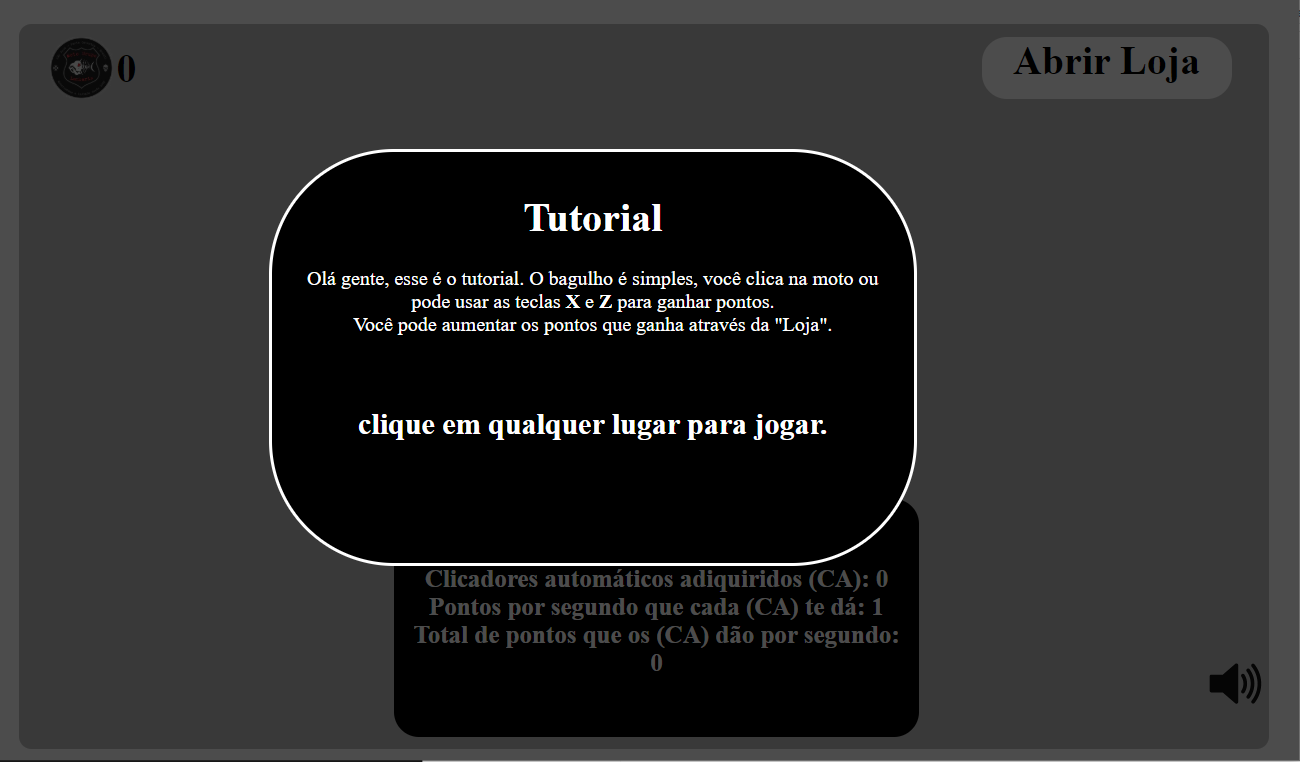 0
Abrir Loja
Tutorial
Olá gente, esse é o tutorial. O bagulho é simples, você clica na moto ou
pode usar as teclas X e Z para ganhar pontos.
Você pode aumentar os pontos que ganha através da "Loja".
clique em qualquer lugar para jogar.
Clicadores automáticos adiquiridos (CA): 0
Pontos por segundo que cada (CA) te dá: 1
Total de pontos que os (CA) dão por segundo:
0